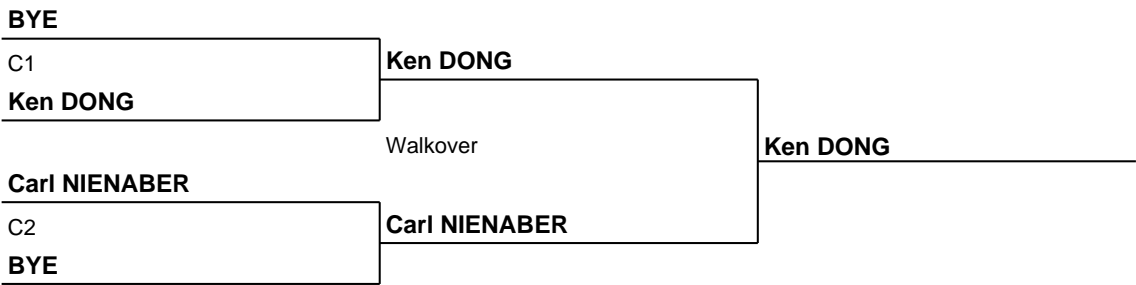 BYE
C1
Ken DONG
Ken DONG
Walkover
Ken DONG
Carl NIENABER
C2
Carl NIENABER
BYE